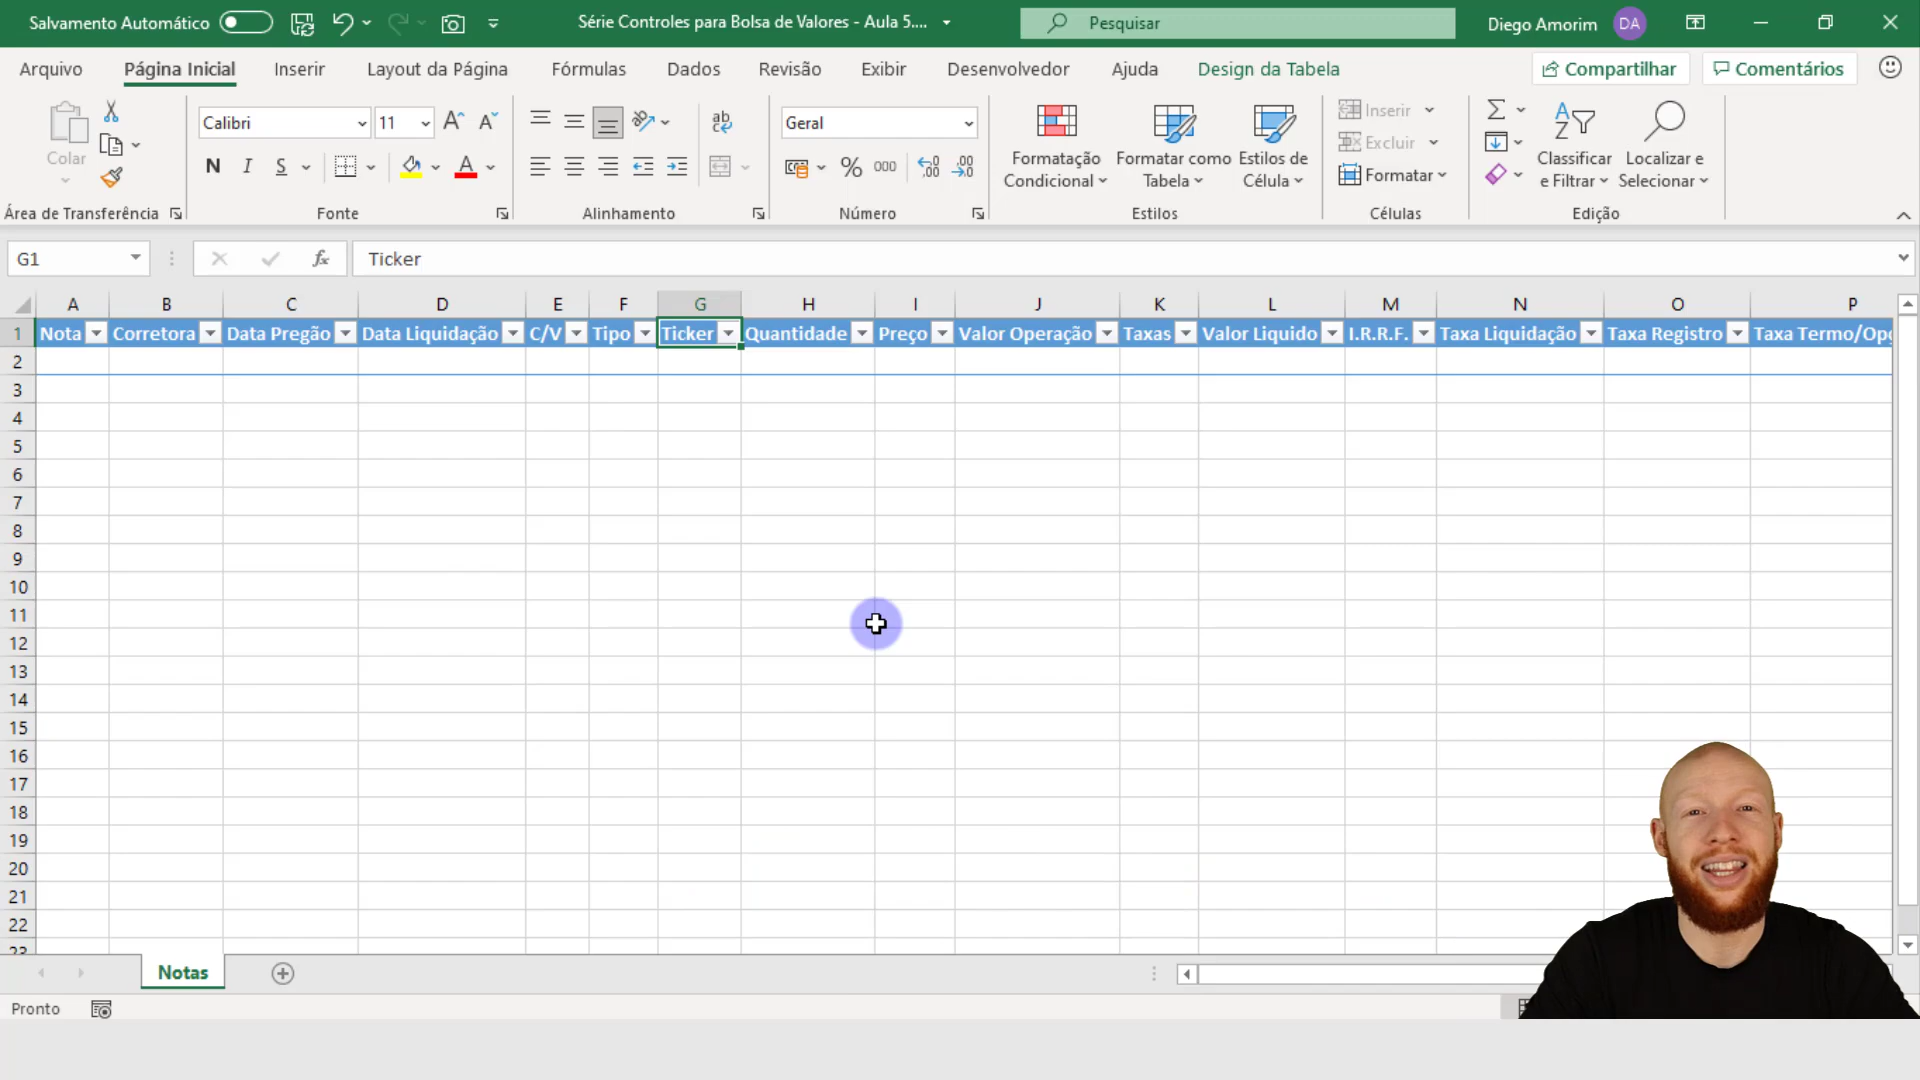 Salvamento Automático
Série Controles para Bolsa de Valores - Aula 5....
Pesquisar
Diego Amorim
DA
Arquivo
Página Inicial
Inserir
Layout da Página
Fórmulas
Dados
Revisão
Exibir
Desenvolvedor
Ajuda
Design da Tabela
Compartilhar
Comentários
Colar
Área de Transferência
Calibri
11
N
I
S
Fonte
ab
Alinhamento
Geral
%
000
Número
Formatação
Condicional
Formatar como
Tabela
Estilos de
Célula
Estilos
Inserir
Excluir
Formatar
Células
Classificar
e Filtrar
Localizar e
Selecionar
Edição
G1
fx
Ticker
A B C D E F G H I J K L M N O P
1 Nota Corretora Data Pregão Data Liquidação C/V Tipo Ticker Quantidade Preço Valor Operação Taxas Valor Liquido I.R.R.F. Taxa Liquidação Taxa Registro Taxa Termo/Opç
2
3
4
5
6
7
8
9
10
11
12
13
14
15
16
17
18
19
20
21
22
23
Notas
Pronto